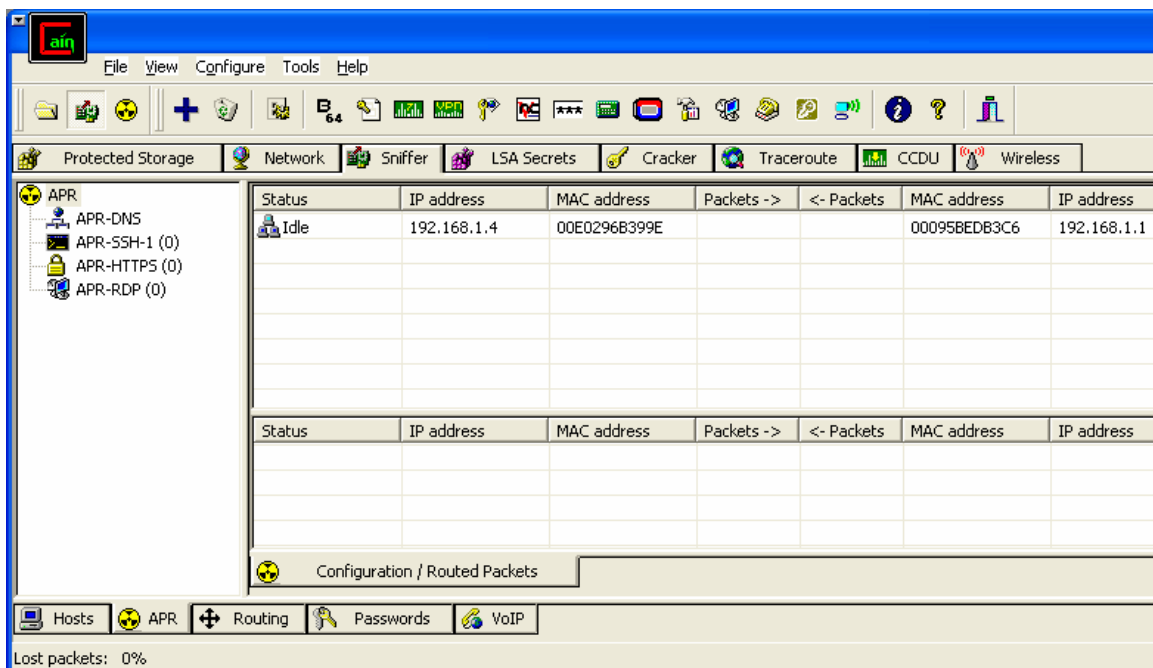 Cain
File View Configure Tools Help
B64 VPN ***
Protected Storage Network Sniffer LSA Secrets Cracker Traceroute CCDU Wireless
APR
APR-DNS
APR-SSH-1 (0)
APR-HTTPS (0)
APR-RDP (0)
Status IP address MAC address Packets -> <- Packets MAC address IP address
Idle 192.168.1.4 00E0296B399E 00095BEDB3C6 192.168.1.1
Status IP address MAC address Packets -> <- Packets MAC address IP address
Configuration / Routed Packets
Hosts APR Routing Passwords VoIP
Lost packets: 0%